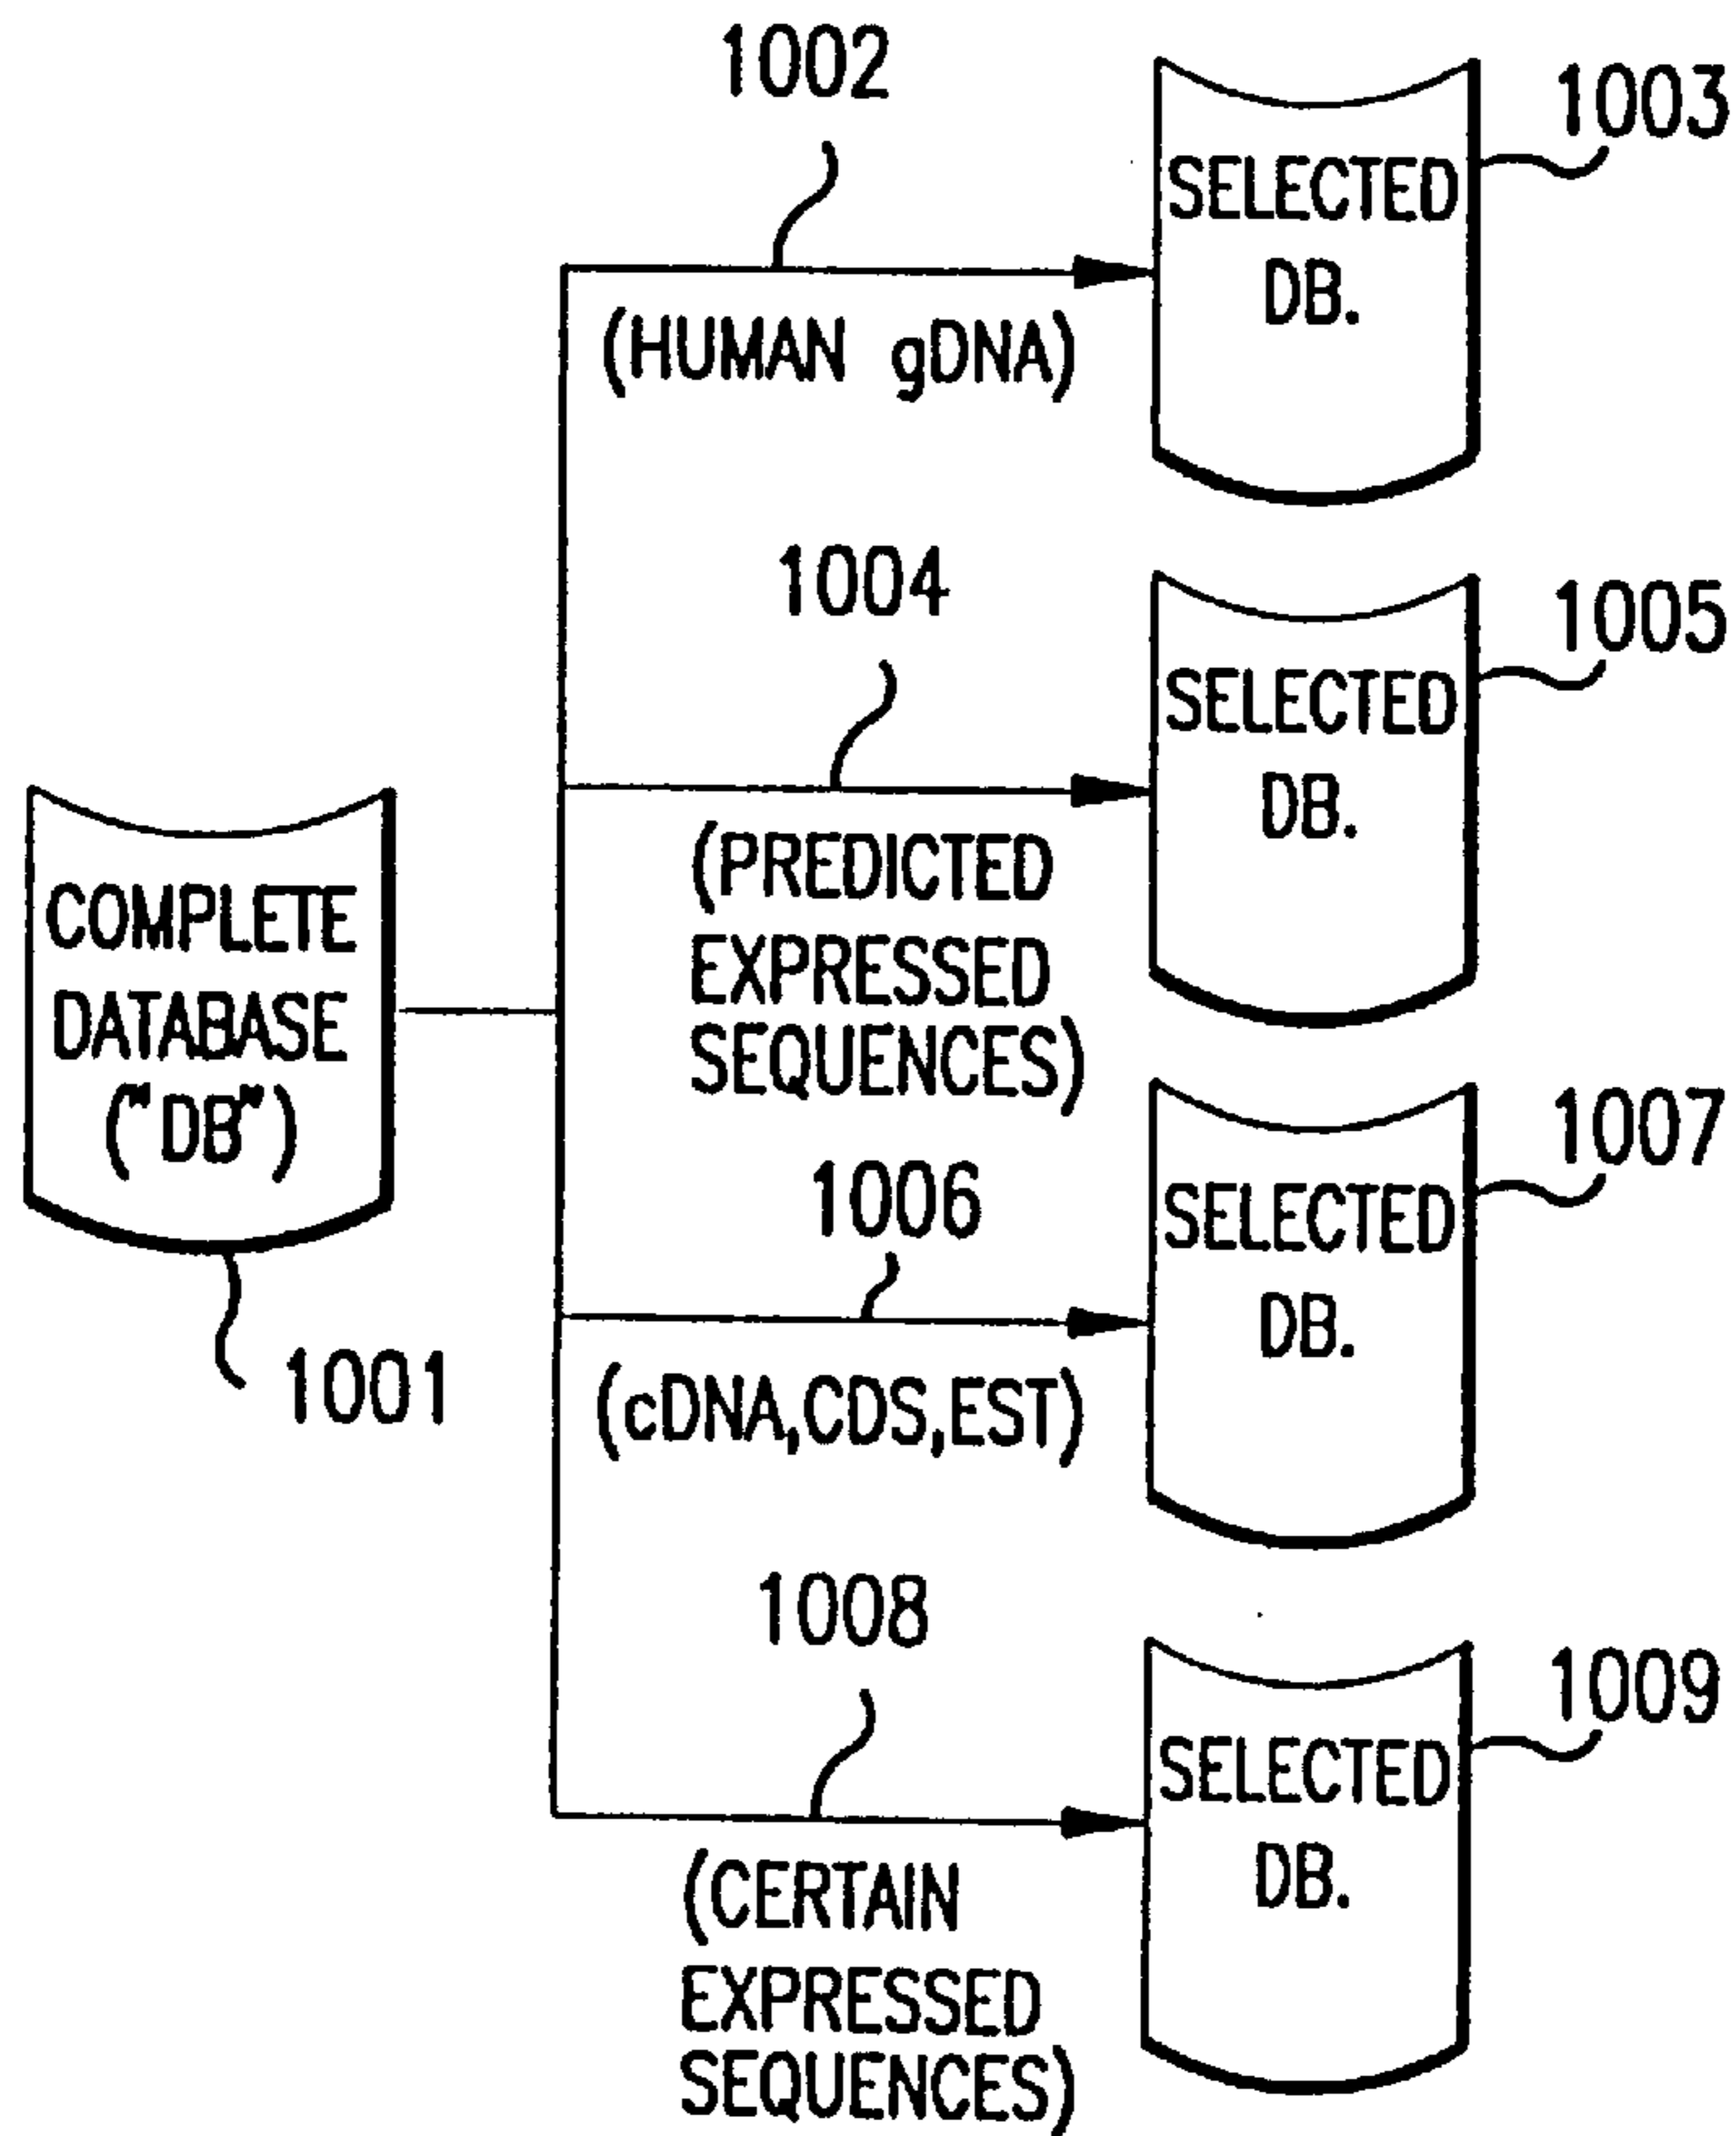 1002
1003
SELECTED
DB.
(HUMAN gDNA)
1004
1005
SELECTED
DB.
(PREDICTED
EXPRESSED
SEQUENCES)
COMPLETE
DATABASE
("DB")
1001
1006
1007
SELECTED
DB.
(cDNA,CDS,EST)
1008
1009
SELECTED
DB.
(CERTAIN
EXPRESSED
SEQUENCES)